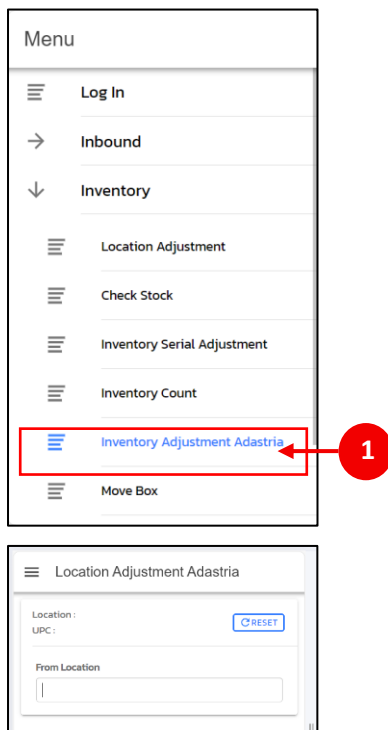 Menu
Log In
Inbound
Inventory
Location Adjustment
Check Stock
Inventory Serial Adjustment
Inventory Count
Inventory Adjustment Adastria
1
Move Box
Location Adjustment Adastria
Location :
RESET
UPC :
From Location